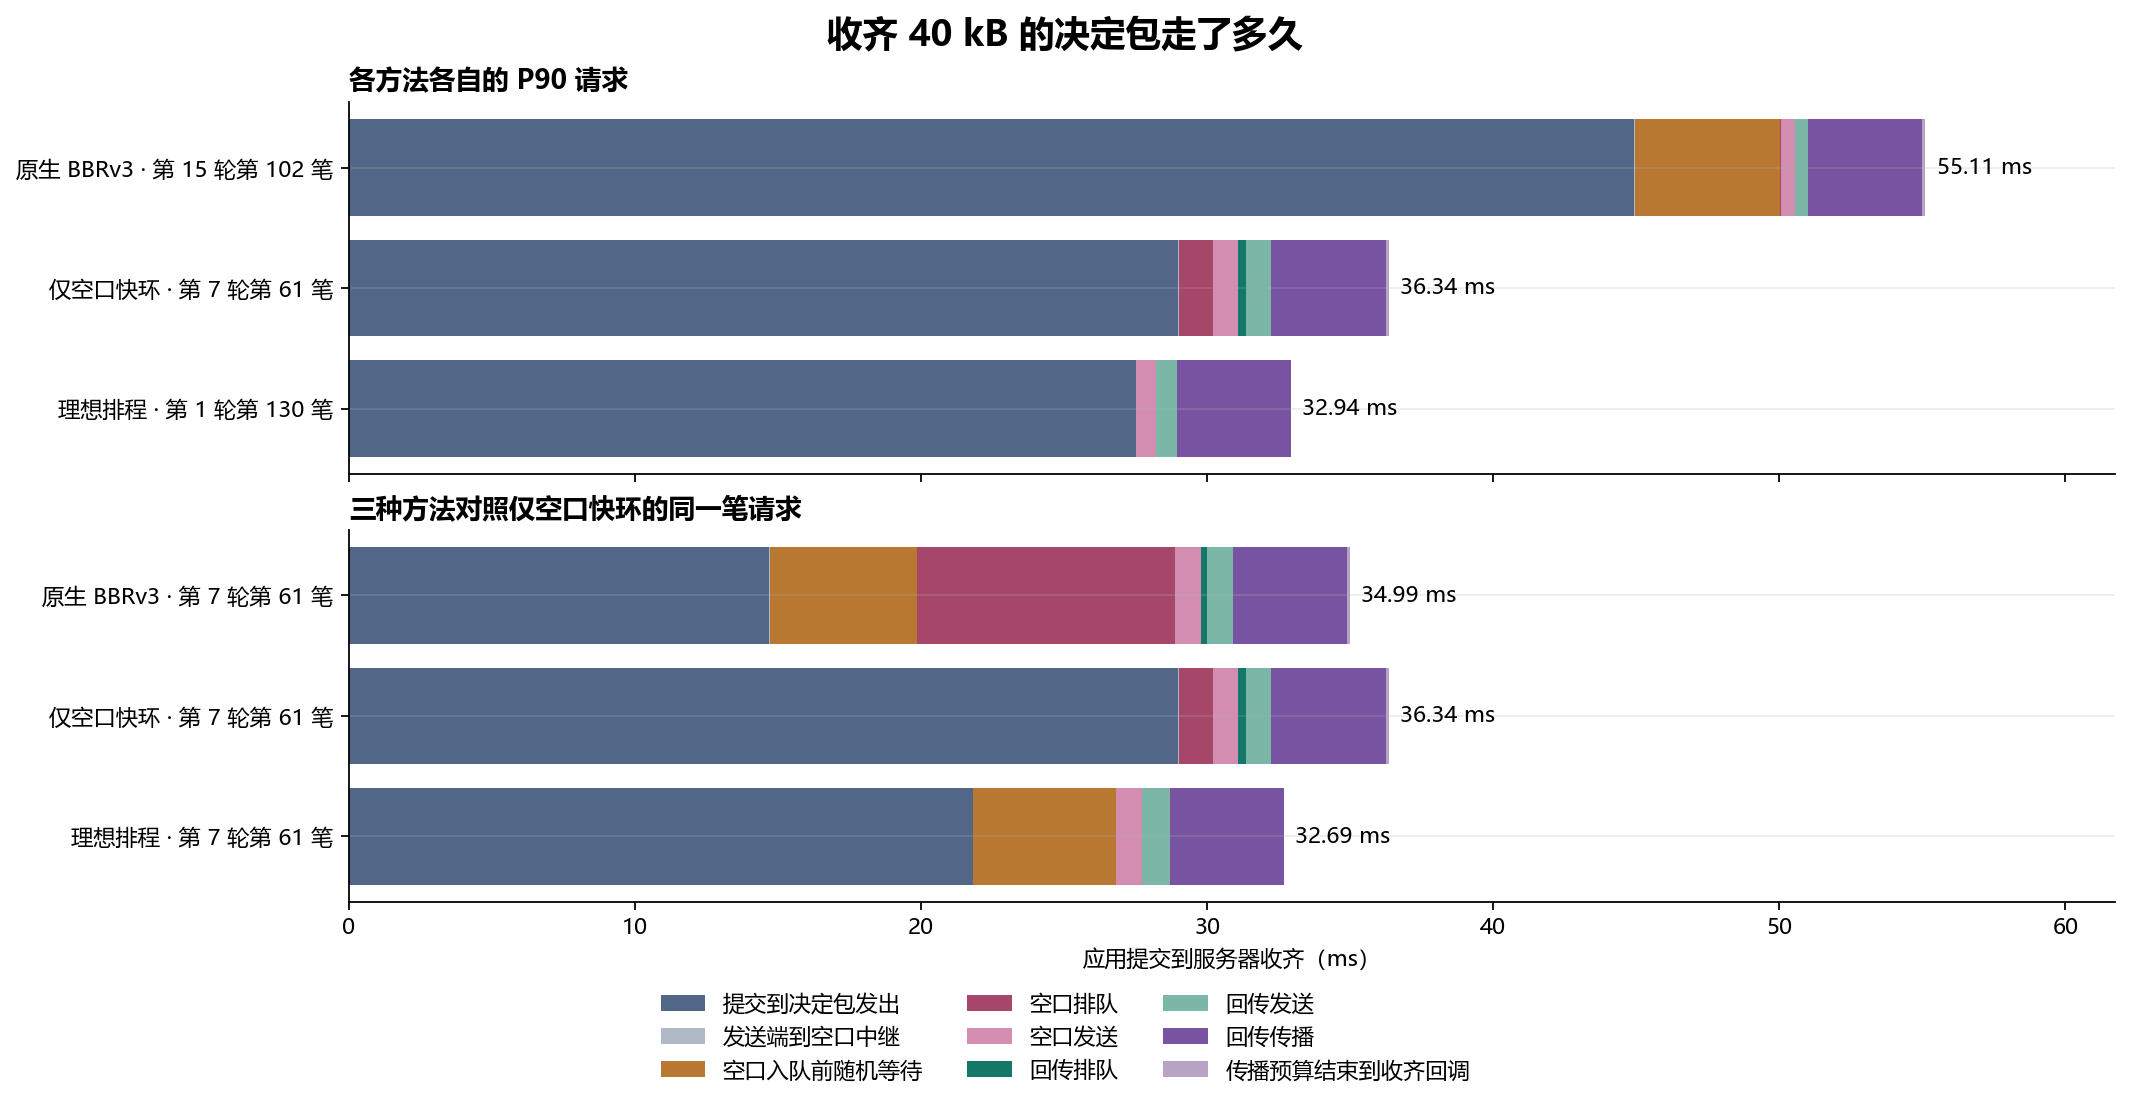 收齐 40 kB 的决定包走了多久
各方法各自的 P90 请求
原生 BBRv3 · 第 15 轮第 102 笔
55.11 ms
仅空口快环 · 第 7 轮第 61 笔
36.34 ms
理想排程 · 第 1 轮第 130 笔
32.94 ms
三种方法对照仅空口快环的同一笔请求
原生 BBRv3 · 第 7 轮第 61 笔
34.99 ms
仅空口快环 · 第 7 轮第 61 笔
36.34 ms
理想排程 · 第 7 轮第 61 笔
32.69 ms
0 10 20 30 40 50 60
应用提交到服务器收齐（ms）
提交到决定包发出
发送端到空口中继
空口入队前随机等待
空口排队
空口发送
回传排队
回传发送
回传传播
传播预算结束到收齐回调